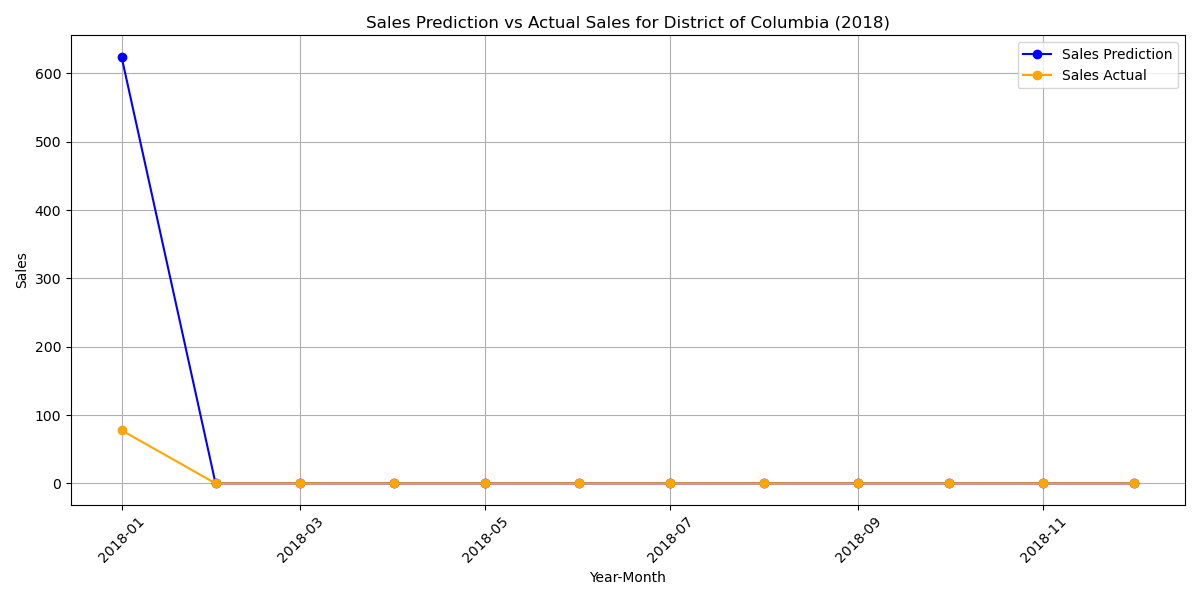 Sales Prediction vs Actual Sales for District of Columbia (2018)
Sales Prediction
Sales Actual
Sales
600
500
400
300
200
100
0
2018-01
2018-03
2018-05
2018-07
2018-09
2018-11
Year-Month